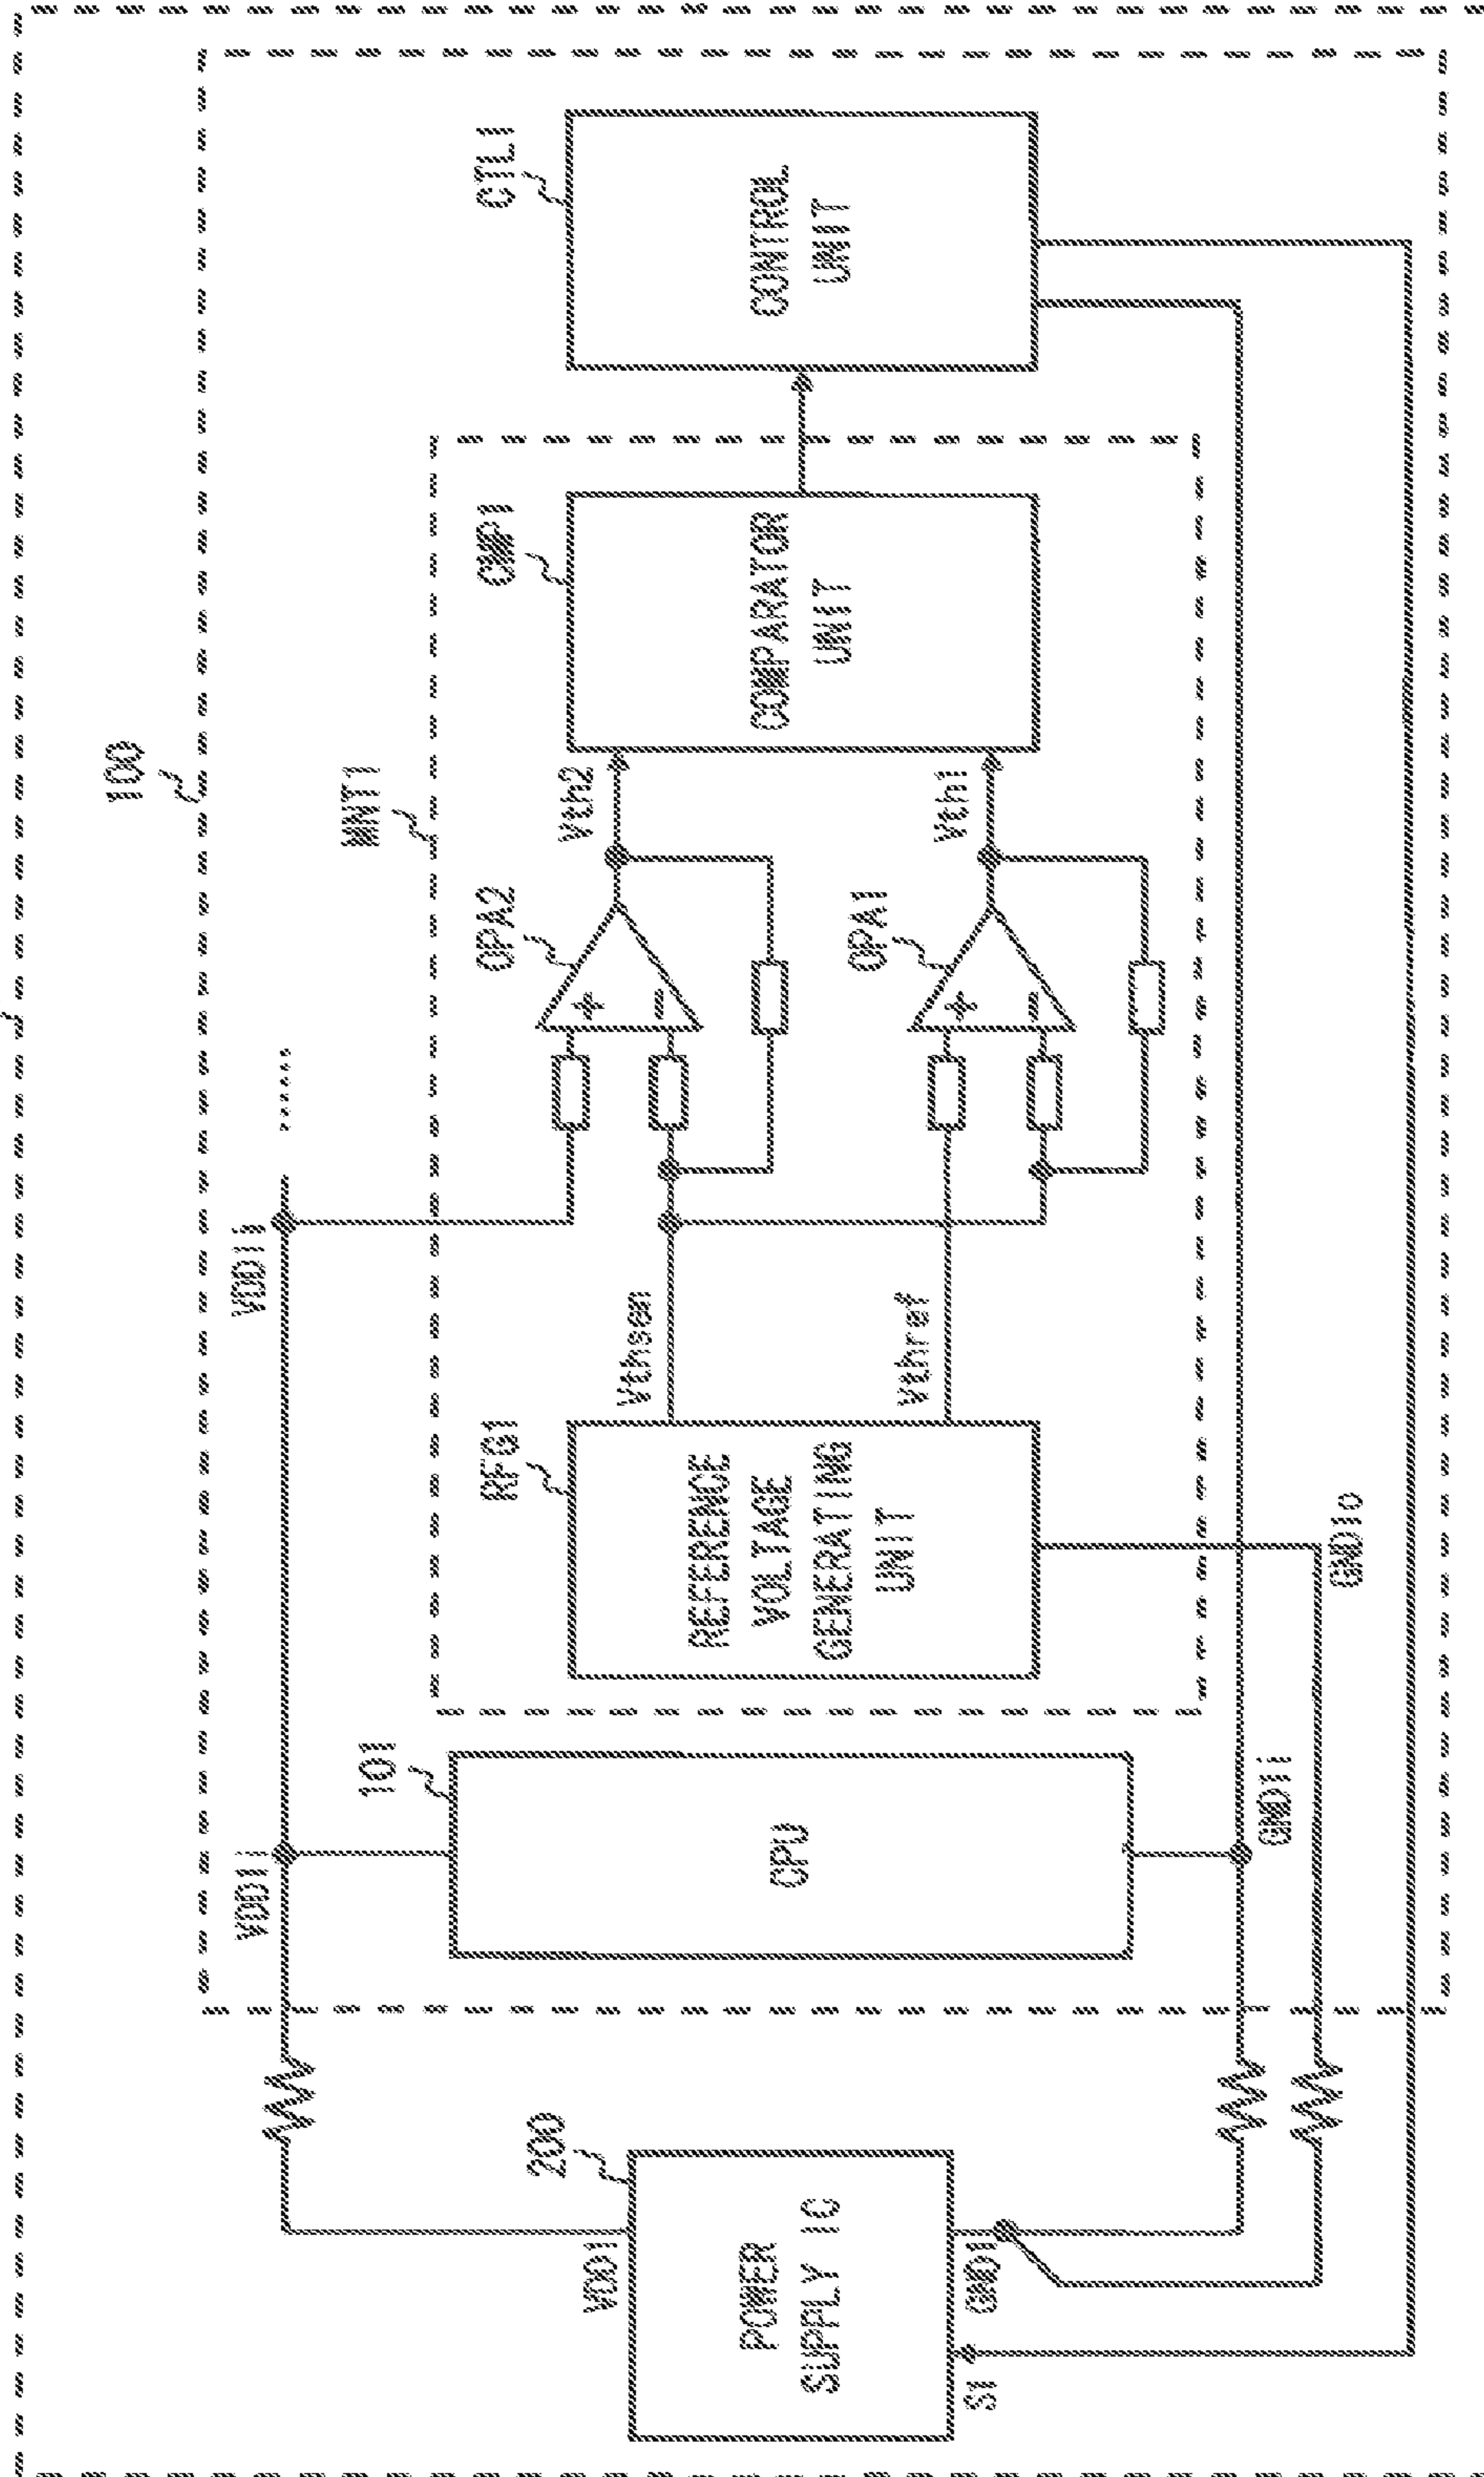 100
VDD1i
VDD1i
MNT1
101
CPU
RFG1
REFERENCE
VOLTAGE
GENERATING
UNIT
Vthsen
Vthref
OPA2
+
−
Vth2
OPA1
+
−
Vth1
CMP1
COMPARATOR
UNIT
CTL1
CONTROL
UNIT
200
VDD1
POWER
SUPPLY IC
GND1
S1
GND1i
GND1o